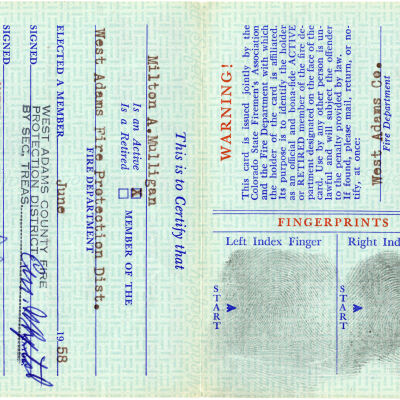 This is to Certify that
Milton A. Mulligan
Is an Active X MEMBER OF THE
Is a Retired
West Adams Fire Protection Dist.
FIRE DEPARTMENT
ELECTED A MEMBER June 1958
WEST ADAMS COUNTY FIRE
PROTECTION DISTRICT
SIGNED
BY SEC. TREAS.
SIGNED
WARNING!
This card is issued jointly by the
Colorado State Firemen's Association
and the Fire Department with which
the holder of the card is affiliated.
Its purpose is to identify the holder
as an official and bona-fide ACTIVE
or RETIRED member of the fire de-
partment designated on the face of the
card. Use by any other person is un-
lawful and will subject the offender
to the penalty provided by law.
If found, please mail, return, or no-
tify, at once:
West Adams Co.
Fire Department
FINGERPRINTS
Left Index Finger
Right Ind
START
START